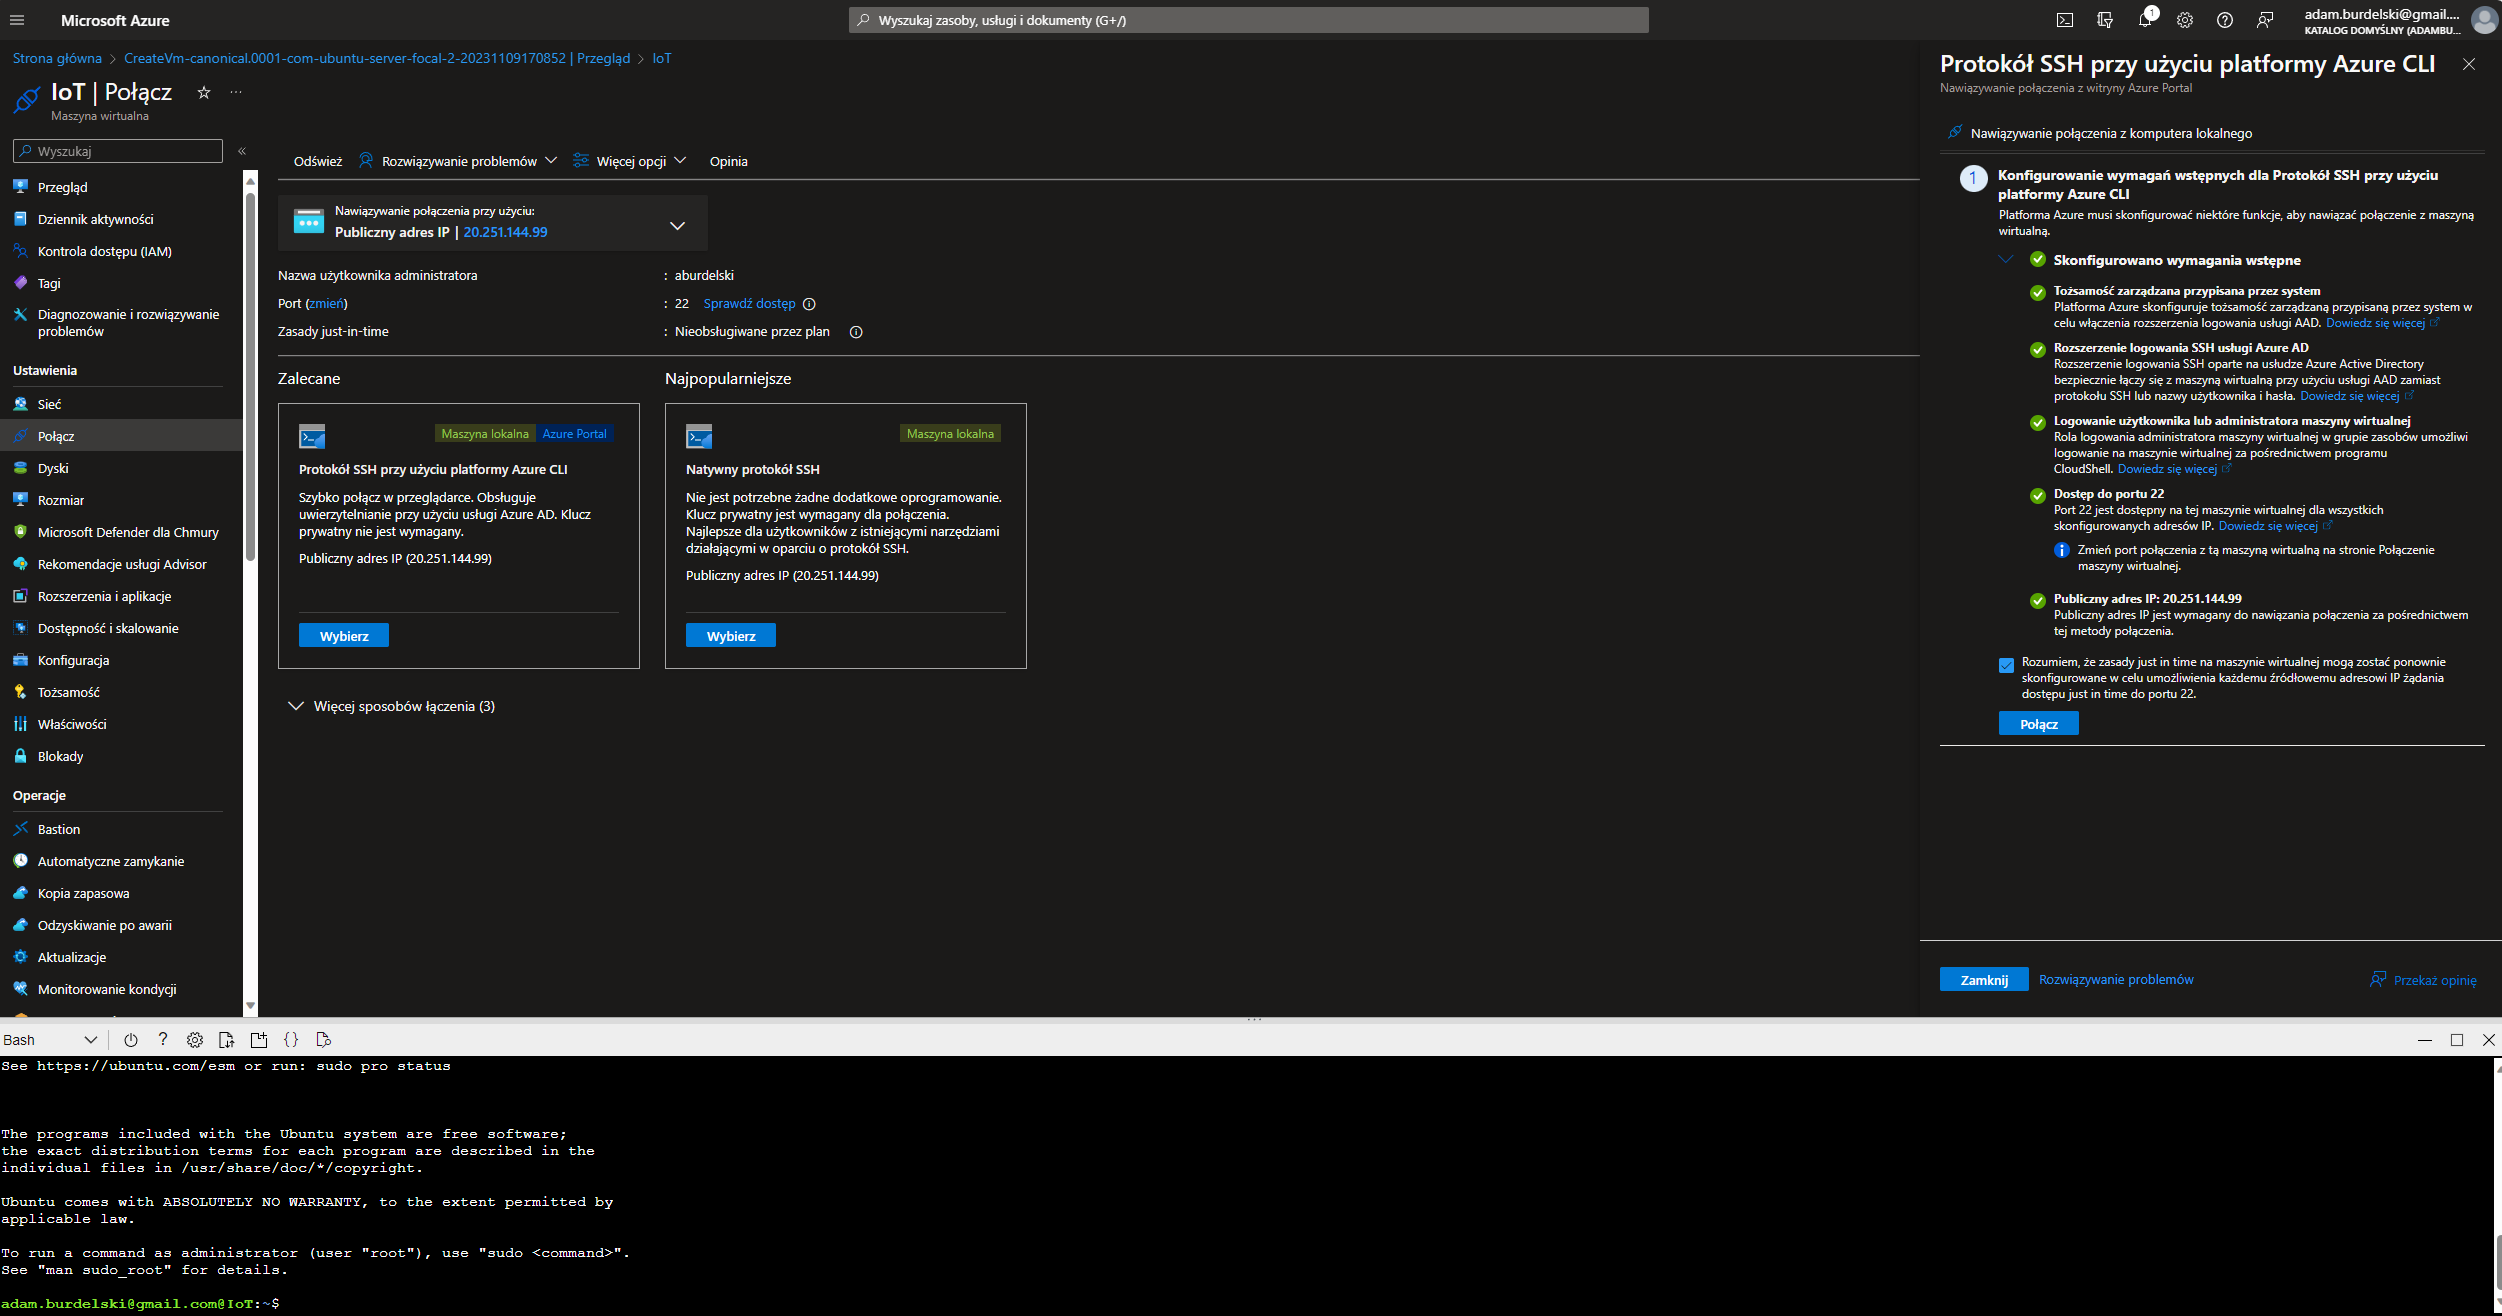 Microsoft Azure
Wyszukaj zasoby, usługi i dokumenty (G+/)
1
adam.burdelski@gmail....
KATALOG DOMYŚLNY (ADAMBU...
Strona główna > CreateVm-canonical.0001-com-ubuntu-server-focal-2-20231109170852 | Przegląd > IoT
IoT | Połącz
Maszyna wirtualna
Wyszukaj
Przegląd
Dziennik aktywności
Kontrola dostępu (IAM)
Tagi
Diagnozowanie i rozwiązywanie
problemów
Ustawienia
Sieć
Połącz
Dyski
Rozmiar
Microsoft Defender dla Chmury
Rekomendacje usługi Advisor
Rozszerzenia i aplikacje
Dostępność i skalowanie
Konfiguracja
Tożsamość
Właściwości
Blokady
Operacje
Bastion
Automatyczne zamykanie
Kopia zapasowa
Odzyskiwanie po awarii
Aktualizacje
Monitorowanie kondycji
Odśwież
Rozwiązywanie problemów
Więcej opcji
Opinia
Nawiązywanie połączenia przy użyciu:
Publiczny adres IP | 20.251.144.99
Nazwa użytkownika administratora : aburdelski
Port (zmień) : 22 Sprawdź dostęp
Zasady just-in-time : Nieobsługiwane przez plan
Zalecane
Maszyna lokalna Azure Portal
Protokół SSH przy użyciu platformy Azure CLI
Szybko połącz w przeglądarce. Obsługuje
uwierzytelnianie przy użyciu usługi Azure AD. Klucz
prywatny nie jest wymagany.
Publiczny adres IP (20.251.144.99)
Wybierz
Najpopularniejsze
Maszyna lokalna
Natywny protokół SSH
Nie jest potrzebne żadne dodatkowe oprogramowanie.
Klucz prywatny jest wymagany dla połączenia.
Najlepsze dla użytkowników z istniejącymi narzędziami
działającymi w oparciu o protokół SSH.
Publiczny adres IP (20.251.144.99)
Wybierz
Więcej sposobów łączenia (3)
Protokół SSH przy użyciu platformy Azure CLI
Nawiązywanie połączenia z witryny Azure Portal
Nawiązywanie połączenia z komputera lokalnego
1
Konfigurowanie wymagań wstępnych dla Protokół SSH przy użyciu
platformy Azure CLI
Platforma Azure musi skonfigurować niektóre funkcje, aby nawiązać połączenie z maszyną
wirtualną.
Skonfigurowano wymagania wstępne
Tożsamość zarządzana przypisana przez system
Platforma Azure skonfiguruje tożsamość zarządzaną przypisaną przez system w
celu włączenia rozszerzenia logowania usługi AAD. Dowiedz się więcej
Rozszerzenie logowania SSH usługi Azure AD
Rozszerzenie logowania SSH oparte na usłudze Azure Active Directory
bezpiecznie łączy się z maszyną wirtualną przy użyciu usługi AAD zamiast
protokołu SSH lub nazwy użytkownika i hasła. Dowiedz się więcej
Logowanie użytkownika lub administratora maszyny wirtualnej
Rola logowania administratora maszyny wirtualnej w grupie zasobów umożliwi
logowanie na maszynie wirtualnej za pośrednictwem programu
CloudShell. Dowiedz się więcej
Dostęp do portu 22
Port 22 jest dostępny na tej maszynie wirtualnej dla wszystkich
skonfigurowanych adresów IP. Dowiedz się więcej
Zmień port połączenia z tą maszyną wirtualną na stronie Połączenie
maszyny wirtualnej.
Publiczny adres IP: 20.251.144.99
Publiczny adres IP jest wymagany do nawiązania połączenia za pośrednictwem
tej metody połączenia.
Rozumiem, że zasady just in time na maszynie wirtualnej mogą zostać ponownie
skonfigurowane w celu umożliwienia każdemu źródłowemu adresowi IP żądania
dostępu just in time do portu 22.
Połącz
Zamknij
Rozwiązywanie problemów
Przekaż opinię
Bash
See https://ubuntu.com/esm or run: sudo pro status
The programs included with the Ubuntu system are free software;
the exact distribution terms for each program are described in the
individual files in /usr/share/doc/*/copyright.
Ubuntu comes with ABSOLUTELY NO WARRANTY, to the extent permitted by
applicable law.
To run a command as administrator (user "root"), use "sudo <command>".
See "man sudo_root" for details.
adam.burdelski@gmail.com@IoT:~$